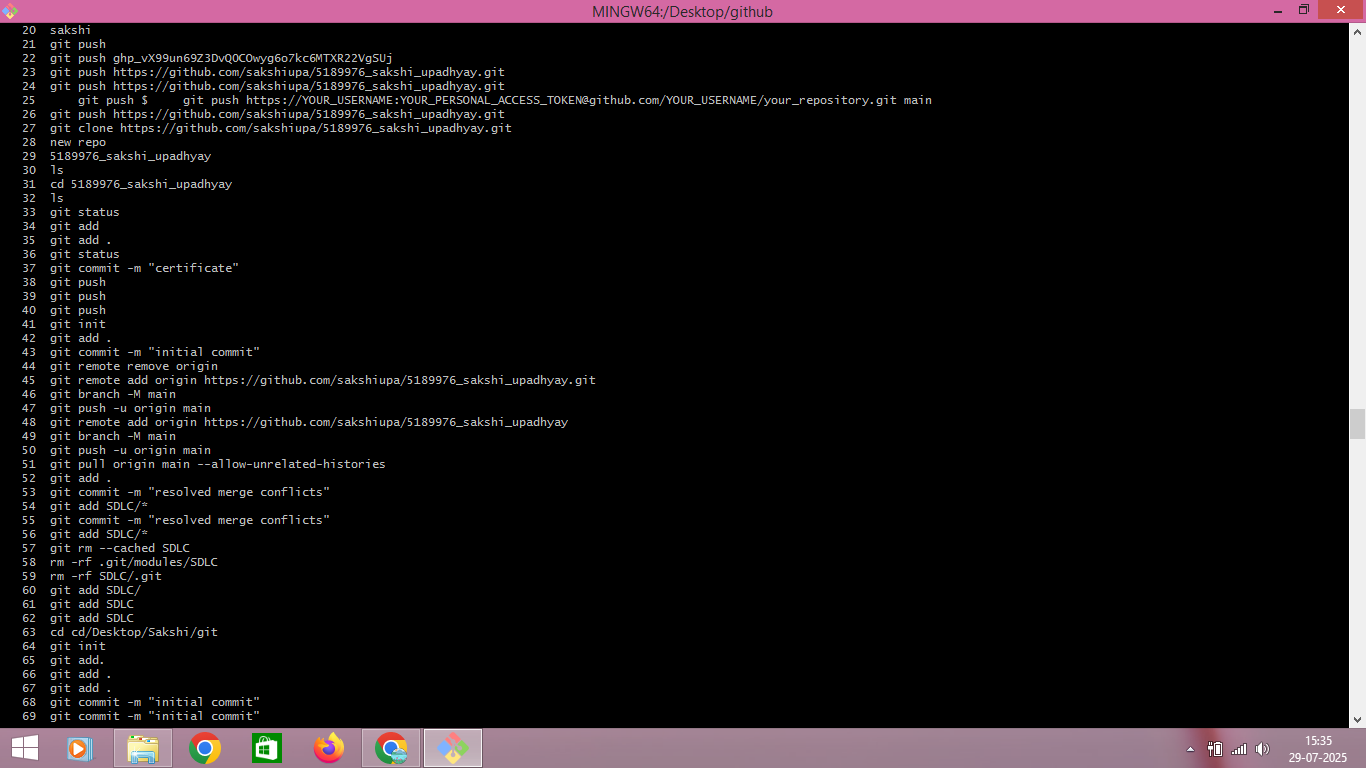 MINGW64:/Desktop/github
20 sakshi
21 git push
22 git push ghp_vX99un69Z3DvQOCOwyg6o7kc6MTXR22VgSUj
23 git push https://github.com/sakshiupa/5189976_sakshi_upadhyay.git
24 git push https://github.com/sakshiupa/5189976_sakshi_upadhyay.git
25 git push $ git push https://YOUR_USERNAME:YOUR_PERSONAL_ACCESS_TOKEN@github.com/YOUR_USERNAME/your_repository.git main
26 git push https://github.com/sakshiupa/5189976_sakshi_upadhyay.git
27 git clone https://github.com/sakshiupa/5189976_sakshi_upadhyay.git
28 new repo
29 5189976_sakshi_upadhyay
30 ls
31 cd 5189976_sakshi_upadhyay
32 ls
33 git status
34 git add
35 git add .
36 git status
37 git commit -m "certificate"
38 git push
39 git push
40 git push
41 git init
42 git add .
43 git commit -m "initial commit"
44 git remote remove origin
45 git remote add origin https://github.com/sakshiupa/5189976_sakshi_upadhyay.git
46 git branch -M main
47 git push -u origin main
48 git remote add origin https://github.com/sakshiupa/5189976_sakshi_upadhyay
49 git branch -M main
50 git push -u origin main
51 git pull origin main --allow-unrelated-histories
52 git add .
53 git commit -m "resolved merge conflicts"
54 git add SDLC/*
55 git commit -m "resolved merge conflicts"
56 git add SDLC/*
57 git rm --cached SDLC
58 rm -rf .git/modules/SDLC
59 rm -rf SDLC/.git
60 git add SDLC/
61 git add SDLC
62 git add SDLC
63 cd cd/Desktop/Sakshi/git
64 git init
65 git add.
66 git add .
67 git add .
68 git commit -m "initial commit"
69 git commit -m "initial commit"
15:35
29-07-2025